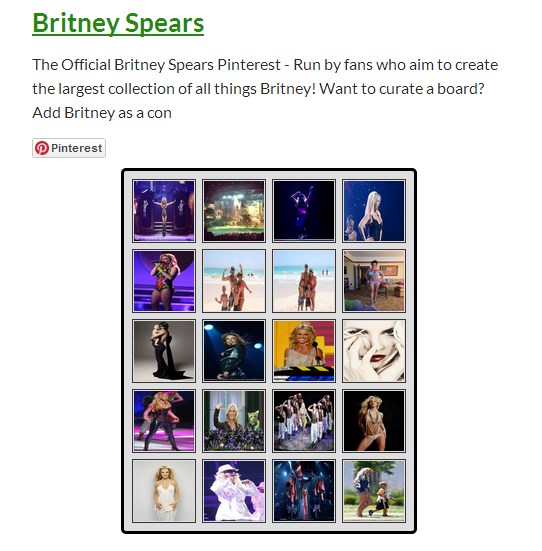 Britney Spears
The Official Britney Spears Pinterest - Run by fans who aim to create
the largest collection of all things Britney! Want to curate a board?
Add Britney as a con
Pinterest